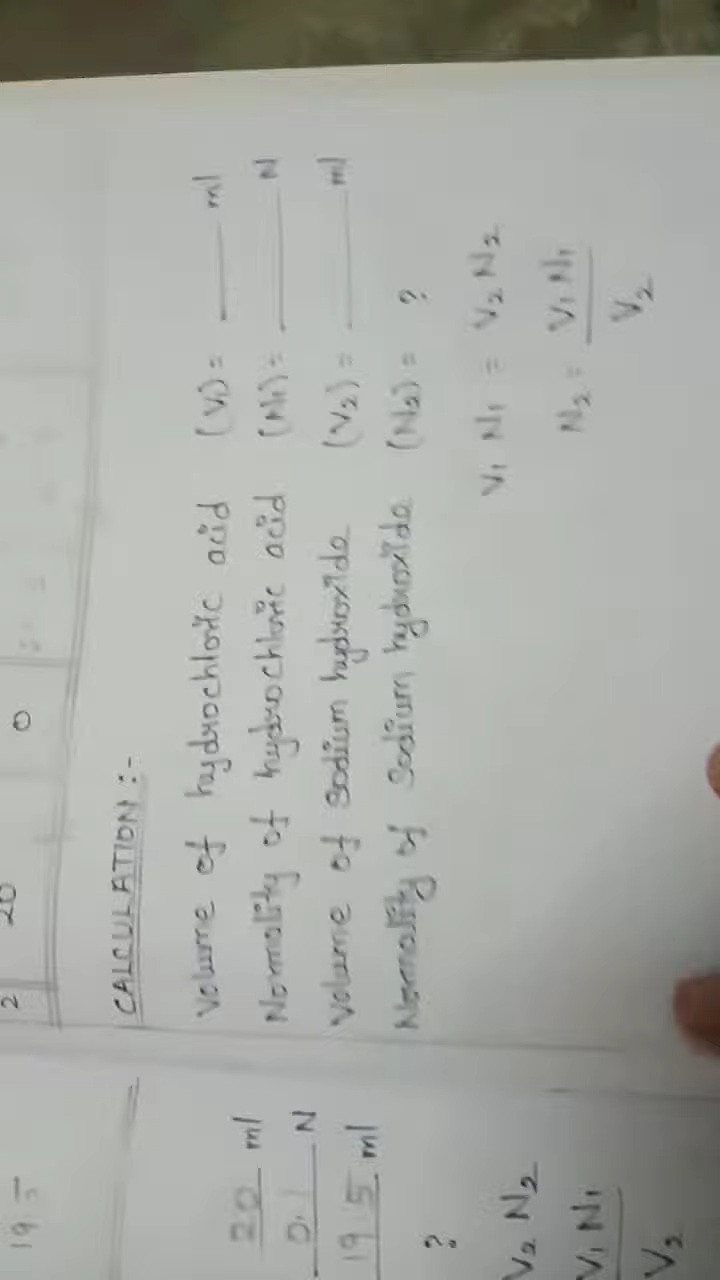 2 20 0
CALCULATION :-
Volume of hydrochloric acid (V1) = ____ ml
Normality of hydrochloric acid (N1) = ____ N
Volume of Sodium hydroxide (V2) = ____ ml
Normality of Sodium hydroxide (N2) = ?
V1 N1 = V2 N2
N2 = V1 N1
V2
19.5
20 ml
0.1 N
19.5 ml
?
V2 N2
V1 N1
V2